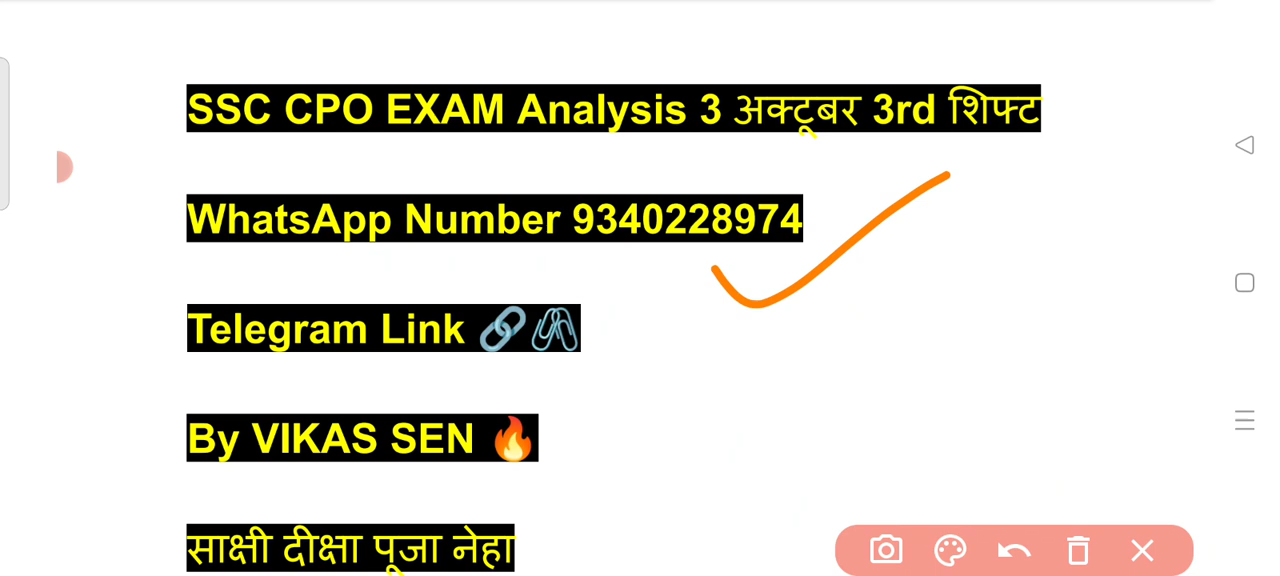 SSC CPO EXAM Analysis 3 अक्टूबर 3rd शिफ्ट
WhatsApp Number 9340228974
Telegram Link 🔗🖇
By VIKAS SEN 🔥
साक्षी दीक्षा पूजा नेहा